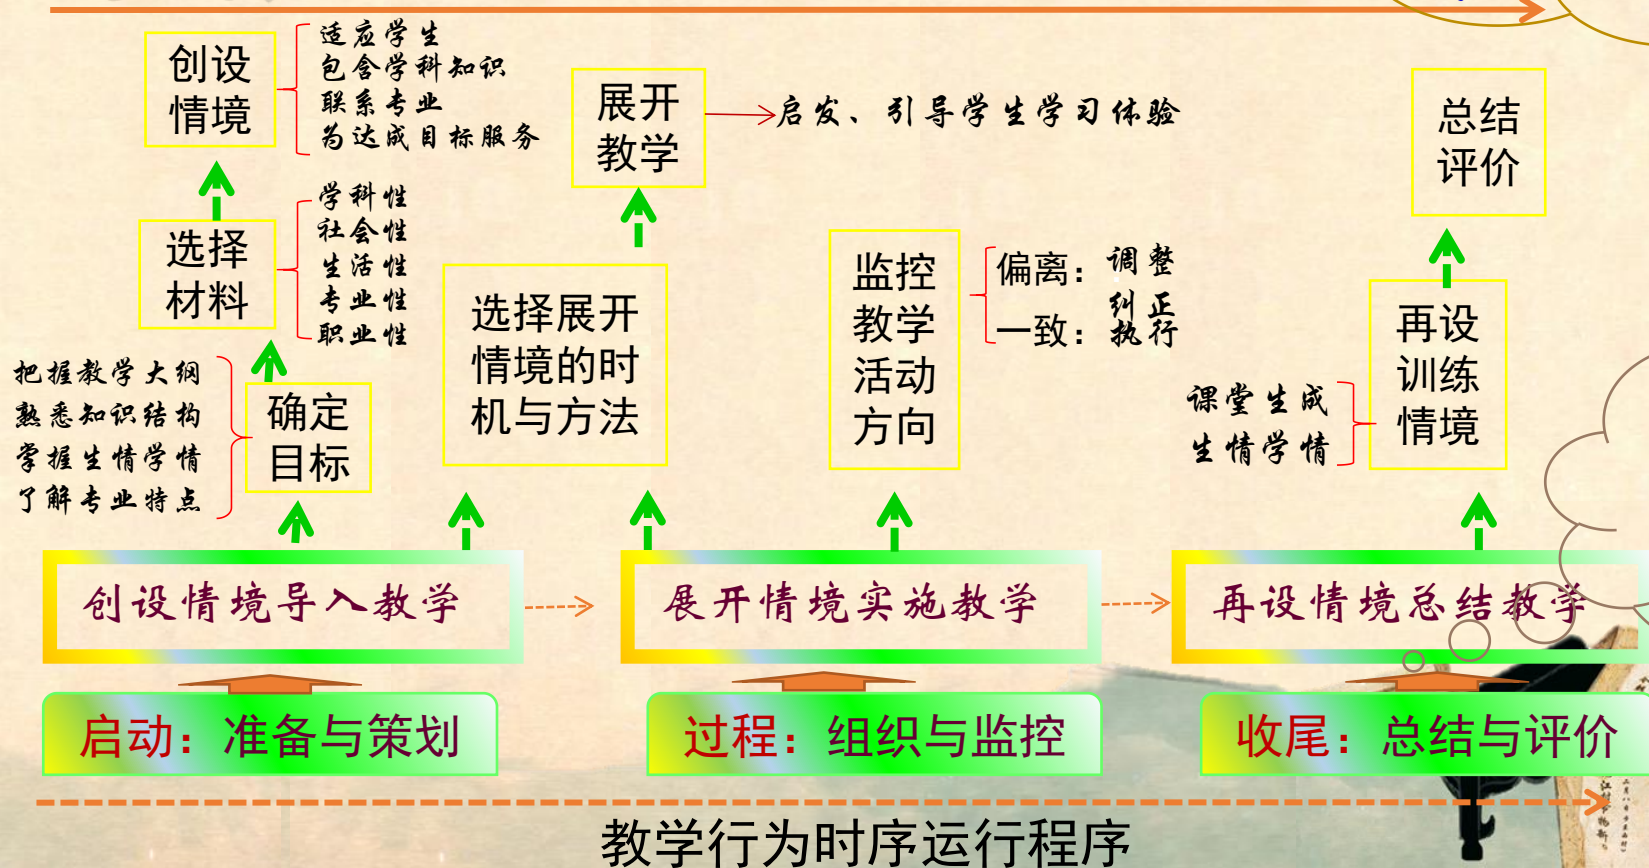 创设
情境
适应学生
包含学科知识
联系专业
为达成目标服务
展开
教学
启发、引导学生学习体验
总结
评价
选择
材料
学科性
社会性
生活性
专业性
职业性
选择展开
情境的时
机与方法
监控
教学
活动
方向
偏离：调整
纠正
一致：执行
再设
训练
情境
课堂生成
生情学情
把握教学大纲
熟悉知识结构
掌握生情学情
了解专业特点
确定
目标
创设情境导入教学
展开情境实施教学
再设情境总结教学
启动：准备与策划
过程：组织与监控
收尾：总结与评价
教学行为时序运行程序